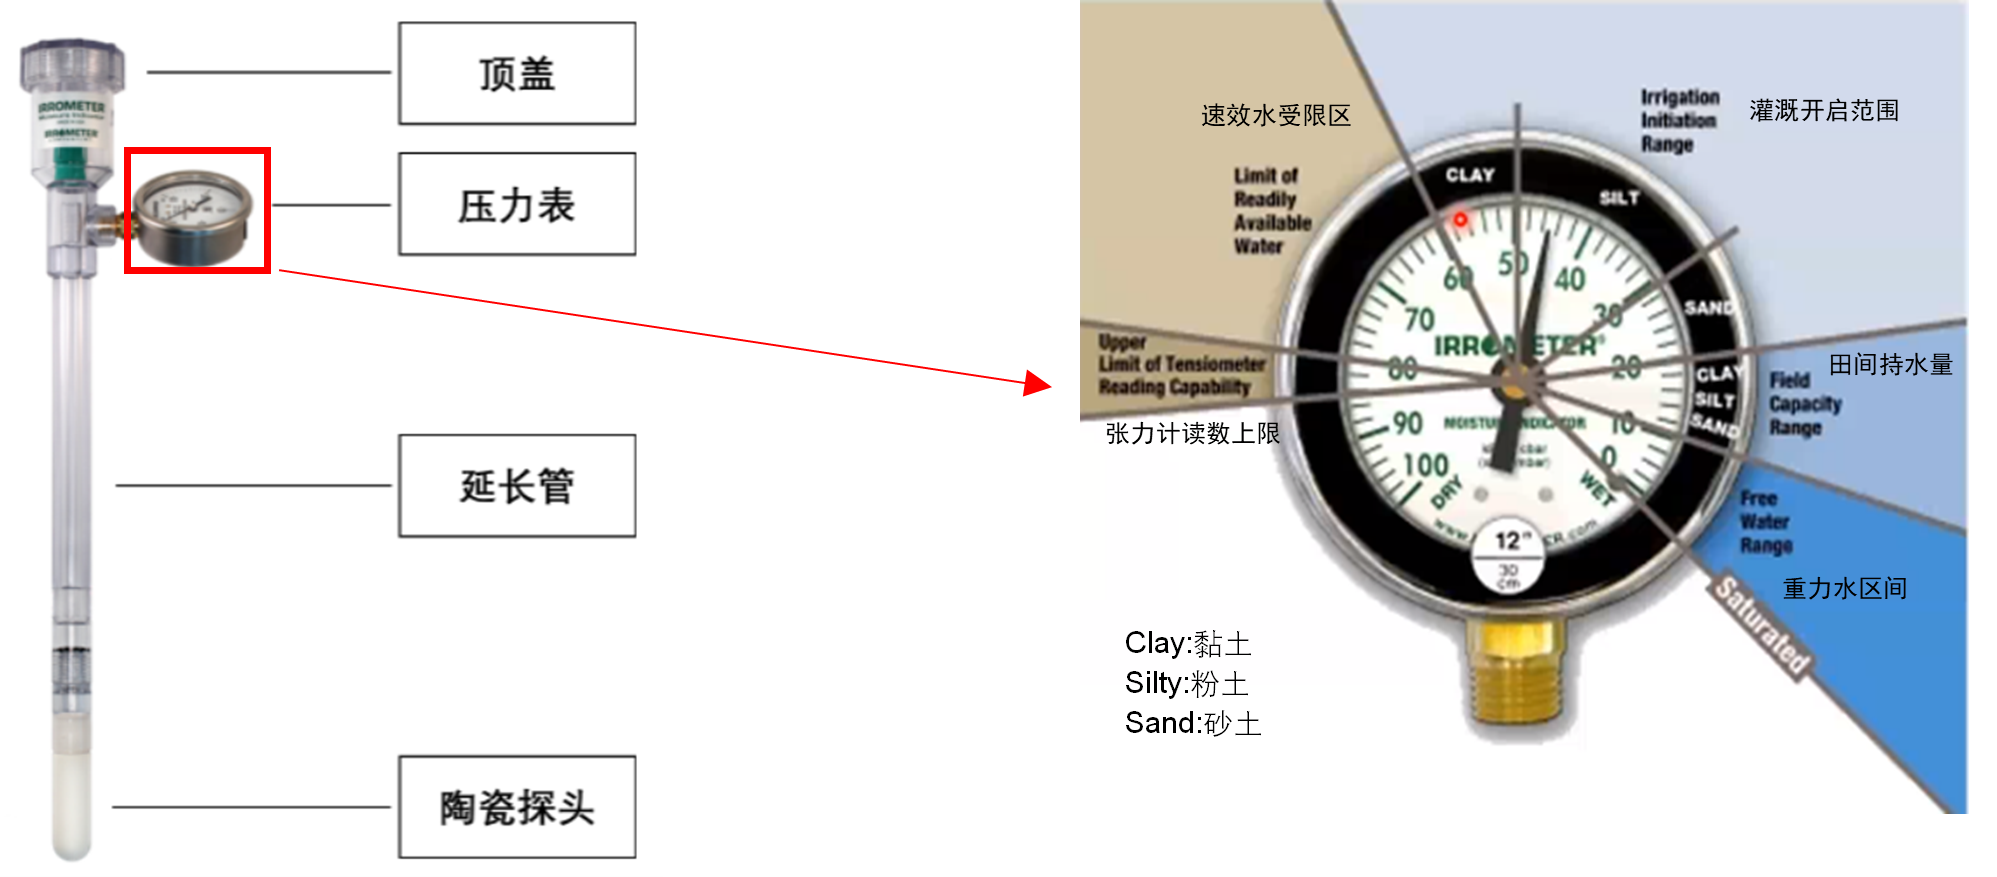 顶盖
压力表
延长管
陶瓷探头
IRROMETER
IRROMETER
速效水受限区
Limit of
Readily
Available
Water
Irrigation
Initiation
Range
灌溉开启范围
CLAY
SILT
SAND
CLAY
SILT
SAND
Upper
Limit of Tensiometer
Reading Capability
张力计读数上限
田间持水量
Field
Capacity
Range
Free
Water
Range
重力水区间
Saturated
0
10
20
30
40
50
60
70
80
90
100
IRROMETER®
MOISTURE INDICATOR
DRY
WET
12"
30
cm
Clay:黏土
Silty:粉土
Sand:砂土